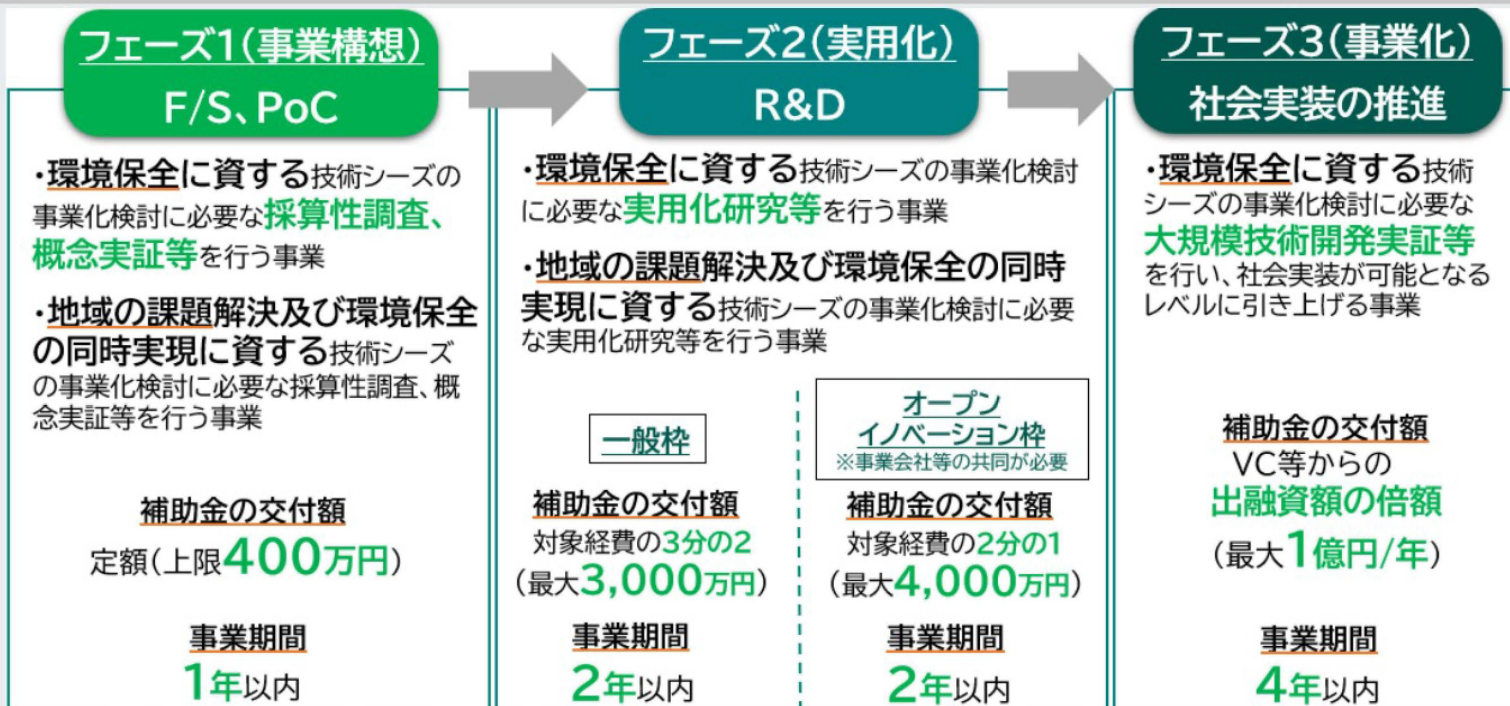 フェーズ1(事業構想)
F/S、PoC
・環境保全に資する技術シーズの
事業化検討に必要な採算性調査、
概念実証等を行う事業
・地域の課題解決及び環境保全
の同時実現に資する技術シーズ
の事業化検討に必要な採算性調査、概
念実証等を行う事業
補助金の交付額
定額(上限400万円)
事業期間
1年以内
フェーズ2(実用化)
R&D
・環境保全に資する技術シーズの事業化検討
に必要な実用化研究等を行う事業
・地域の課題解決及び環境保全の同時
実現に資する技術シーズの事業化検討に必要
な実用化研究等を行う事業
一般枠
補助金の交付額
対象経費の3分の2
(最大3,000万円)
事業期間
2年以内
オープン
イノベーション枠
※事業会社等の共同が必要
補助金の交付額
対象経費の2分の1
(最大4,000万円)
事業期間
2年以内
フェーズ3(事業化)
社会実装の推進
・環境保全に資する技術
シーズの事業化検討に必要な
大規模技術開発実証等
を行い、社会実装が可能となる
レベルに引き上げる事業
補助金の交付額
VC等からの
出融資額の倍額
(最大1億円/年)
事業期間
4年以内